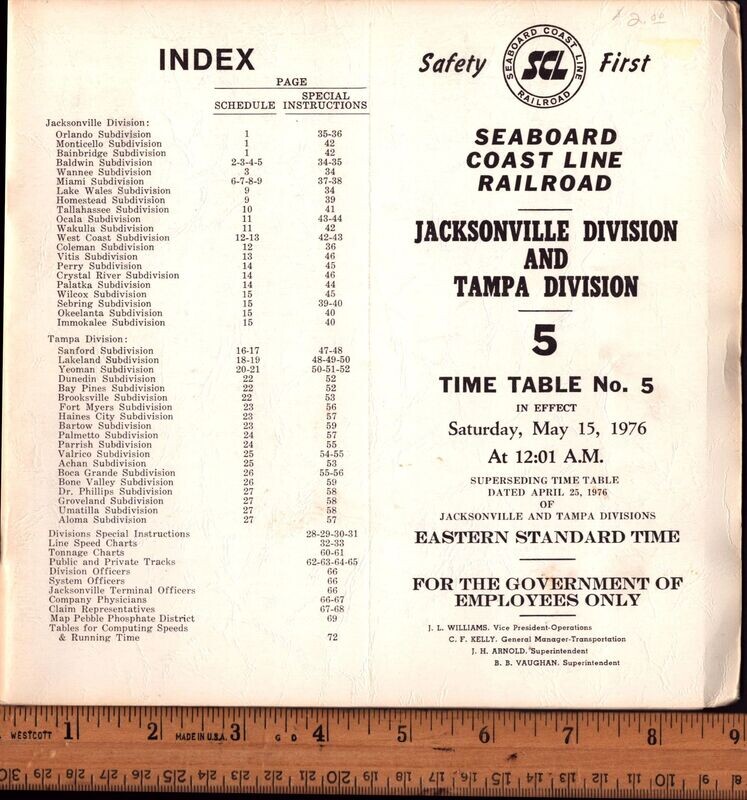 INDEX
PAGE
SCHEDULE SPECIAL INSTRUCTIONS
Jacksonville Division:
Orlando Subdivision 1 35-36
Monticello Subdivision 1 42
Bainbridge Subdivision 1 42
Baldwin Subdivision 2-3-4-5 34-35
Wannee Subdivision 3 34
Miami Subdivision 6-7-8-9 37-38
Lake Wales Subdivision 9 34
Homestead Subdivision 9 39
Tallahassee Subdivision 10 41
Ocala Subdivision 11 43-44
Wakulla Subdivision 11 42
West Coast Subdivision 12-13 42-43
Coleman Subdivision 12 36
Vitis Subdivision 13 46
Perry Subdivision 14 45
Crystal River Subdivision 14 46
Palatka Subdivision 14 44
Wilcox Subdivision 15 45
Sebring Subdivision 15 39-40
Okeelanta Subdivision 15 40
Immokalee Subdivision 15 40
Tampa Division:
Sanford Subdivision 16-17 47-48
Lakeland Subdivision 18-19 48-49-50
Yeoman Subdivision 20-21 50-51-52
Dunedin Subdivision 22 52
Bay Pines Subdivision 22 52
Brooksville Subdivision 22 53
Fort Myers Subdivision 23 56
Haines City Subdivision 23 57
Bartow Subdivision 23 59
Palmetto Subdivision 24 57
Parrish Subdivision 24 55
Valrico Subdivision 25 54-55
Achan Subdivision 25 53
Boca Grande Subdivision 26 55-56
Bone Valley Subdivision 26 59
Dr. Phillips Subdivision 27 58
Groveland Subdivision 27 58
Umatilla Subdivision 27 58
Aloma Subdivision 27 57
Divisions Special Instructions 28-29-30-31
Line Speed Charts 32-33
Tonnage Charts 60-61
Public and Private Tracks 62-63-64-65
Division Officers 66
System Officers 66
Jacksonville Terminal Officers 66
Company Physicians 66-67
Claim Representatives 67-68
Map Pebble Phosphate District 69
Tables for Computing Speeds
& Running Time 72
$ 2.00
Safety First
SEABOARD COAST LINE
SCL
RAILROAD
SEABOARD
COAST LINE
RAILROAD
JACKSONVILLE DIVISION
AND
TAMPA DIVISION
5
TIME TABLE No. 5
IN EFFECT
Saturday, May 15, 1976
At 12:01 A.M.
SUPERSEDING TIME TABLE
DATED APRIL 25, 1976
OF
JACKSONVILLE AND TAMPA DIVISIONS
EASTERN STANDARD TIME
FOR THE GOVERNMENT OF
EMPLOYEES ONLY
J. L. WILLIAMS, Vice President-Operations
C. F. KELLY, General Manager-Transportation
J. H. ARNOLD, Superintendent
B. B. VAUGHAN, Superintendent
WESTCOTT 1 2 MADE IN U.S.A. 3 4 5 6 7 8 9